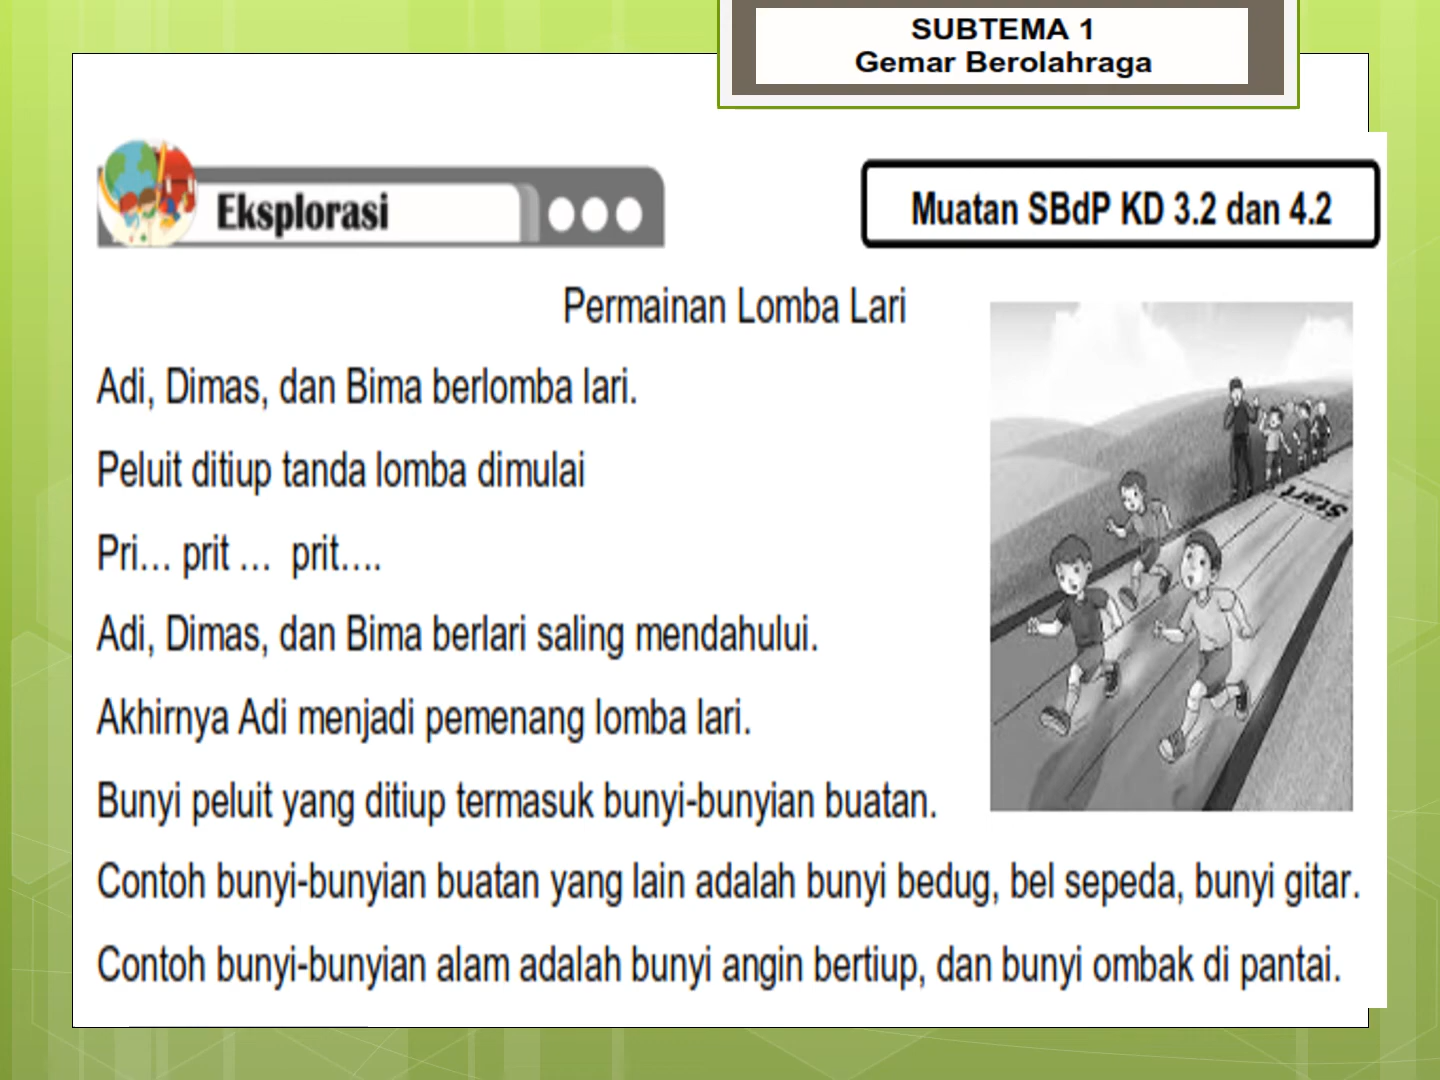 SUBTEMA 1
Gemar Berolahraga
Eksplorasi
Muatan SBdP KD 3.2 dan 4.2
Permainan Lomba Lari
Adi, Dimas, dan Bima berlomba lari.
Peluit ditiup tanda lomba dimulai
Pri... prit ...  prit....
Adi, Dimas, dan Bima berlari saling mendahului.
Akhirnya Adi menjadi pemenang lomba lari.
Bunyi peluit yang ditiup termasuk bunyi-bunyian buatan.
Contoh bunyi-bunyian buatan yang lain adalah bunyi bedug, bel sepeda, bunyi gitar.
Contoh bunyi-bunyian alam adalah bunyi angin bertiup, dan bunyi ombak di pantai.
Start